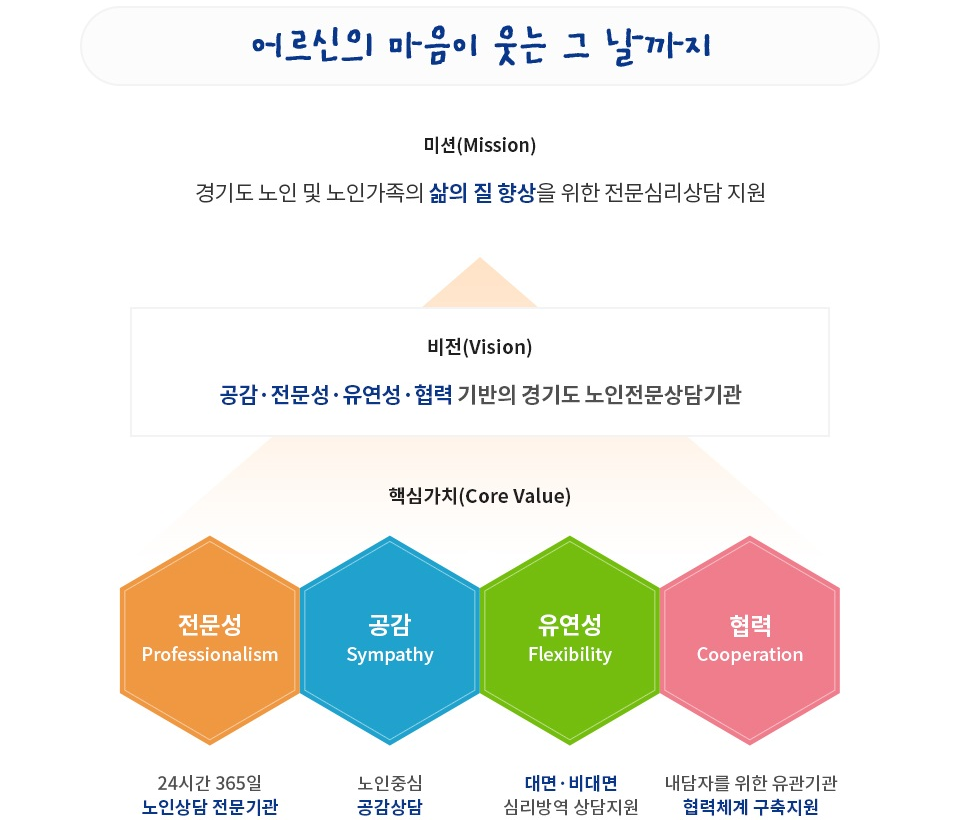 어르신의 마음이 웃는 그 날까지
미션(Mission)
경기도 노인 및 노인가족의 삶의 질 향상을 위한 전문심리상담 지원
비전(Vision)
공감·전문성·유연성·협력 기반의 경기도 노인전문상담기관
핵심가치(Core Value)
전문성
Professionalism
공감
Sympathy
유연성
Flexibility
협력
Cooperation
24시간 365일
노인상담 전문기관
노인중심
공감상담
대면·비대면
심리방역 상담지원
내담자를 위한 유관기관
협력체계 구축지원